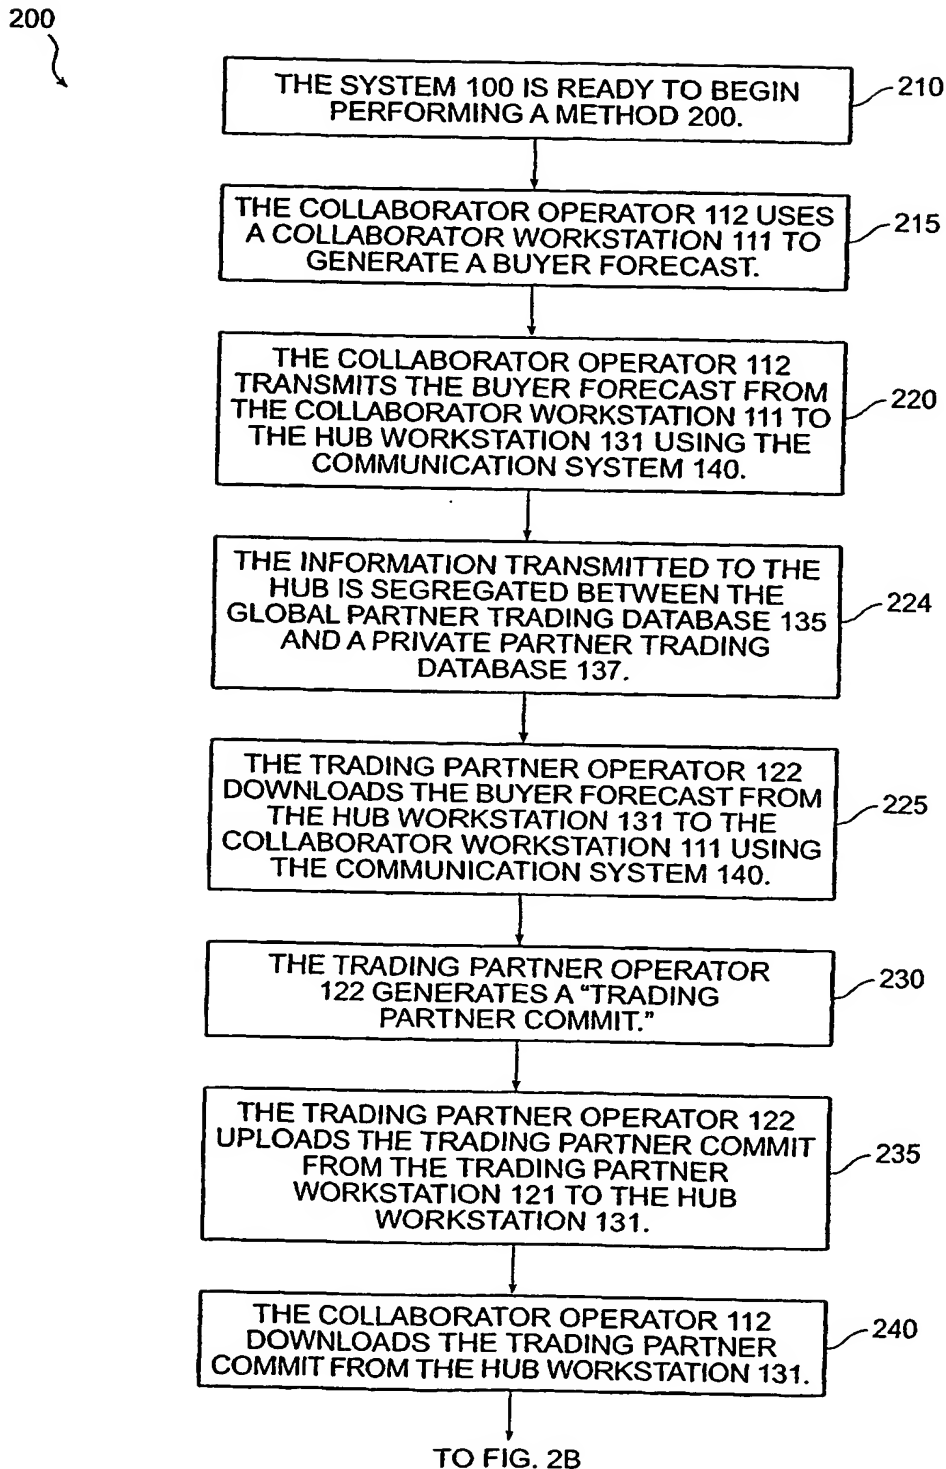 200
THE SYSTEM 100 IS READY TO BEGIN
PERFORMING A METHOD 200.
210
THE COLLABORATOR OPERATOR 112 USES
A COLLABORATOR WORKSTATION 111 TO
GENERATE A BUYER FORECAST.
215
THE COLLABORATOR OPERATOR 112
TRANSMITS THE BUYER FORECAST FROM
THE COLLABORATOR WORKSTATION 111 TO
THE HUB WORKSTATION 131 USING THE
COMMUNICATION SYSTEM 140.
220
THE INFORMATION TRANSMITTED TO THE
HUB IS SEGREGATED BETWEEN THE
GLOBAL PARTNER TRADING DATABASE 135
AND A PRIVATE PARTNER TRADING
DATABASE 137.
224
THE TRADING PARTNER OPERATOR 122
DOWNLOADS THE BUYER FORECAST FROM
THE HUB WORKSTATION 131 TO THE
COLLABORATOR WORKSTATION 111 USING
THE COMMUNICATION SYSTEM 140.
225
THE TRADING PARTNER OPERATOR
122 GENERATES A "TRADING
PARTNER COMMIT."
230
THE TRADING PARTNER OPERATOR 122
UPLOADS THE TRADING PARTNER COMMIT
FROM THE TRADING PARTNER
WORKSTATION 121 TO THE HUB
WORKSTATION 131.
235
THE COLLABORATOR OPERATOR 112
DOWNLOADS THE TRADING PARTNER
COMMIT FROM THE HUB WORKSTATION 131.
240
TO FIG. 2B